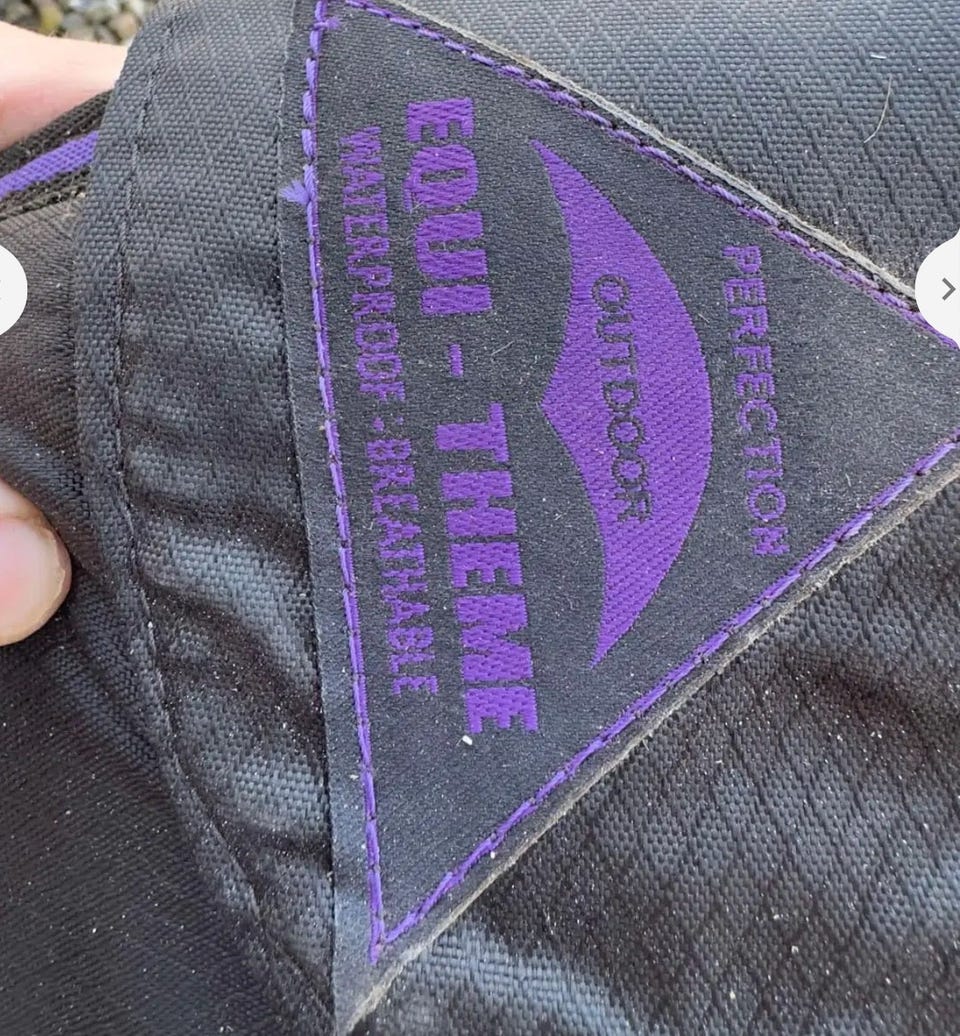 PERFECTION
OUTDOOR
EQUI - THEME
WATERPROOF - BREATHABLE